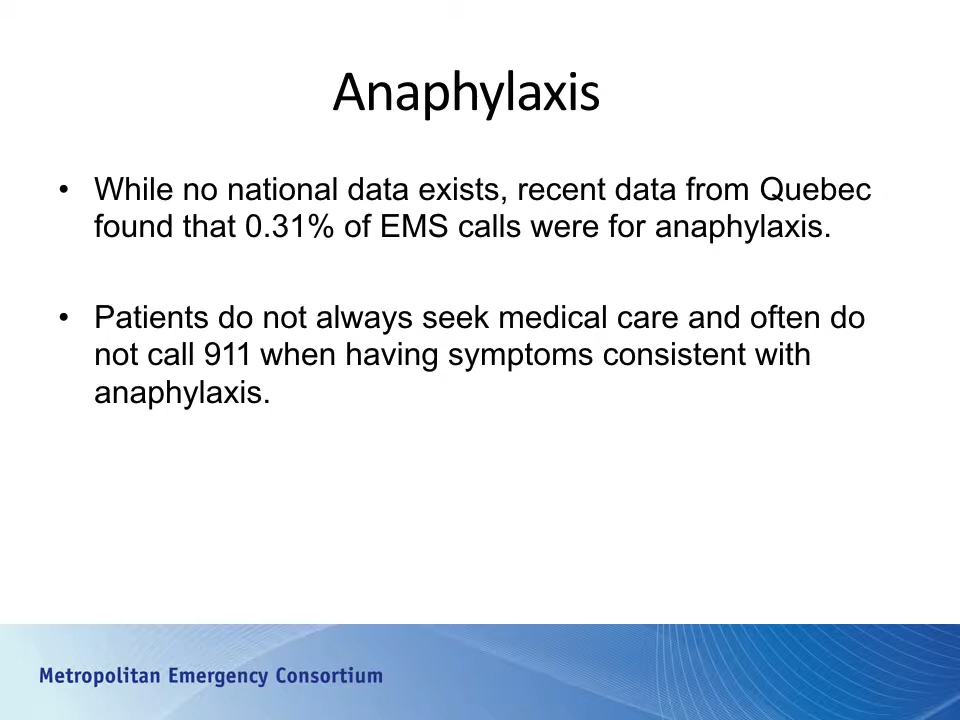 Anaphylaxis
• While no national data exists, recent data from Quebec
found that 0.31% of EMS calls were for anaphylaxis.
• Patients do not always seek medical care and often do
not call 911 when having symptoms consistent with
anaphylaxis.
Metropolitan Emergency Consortium